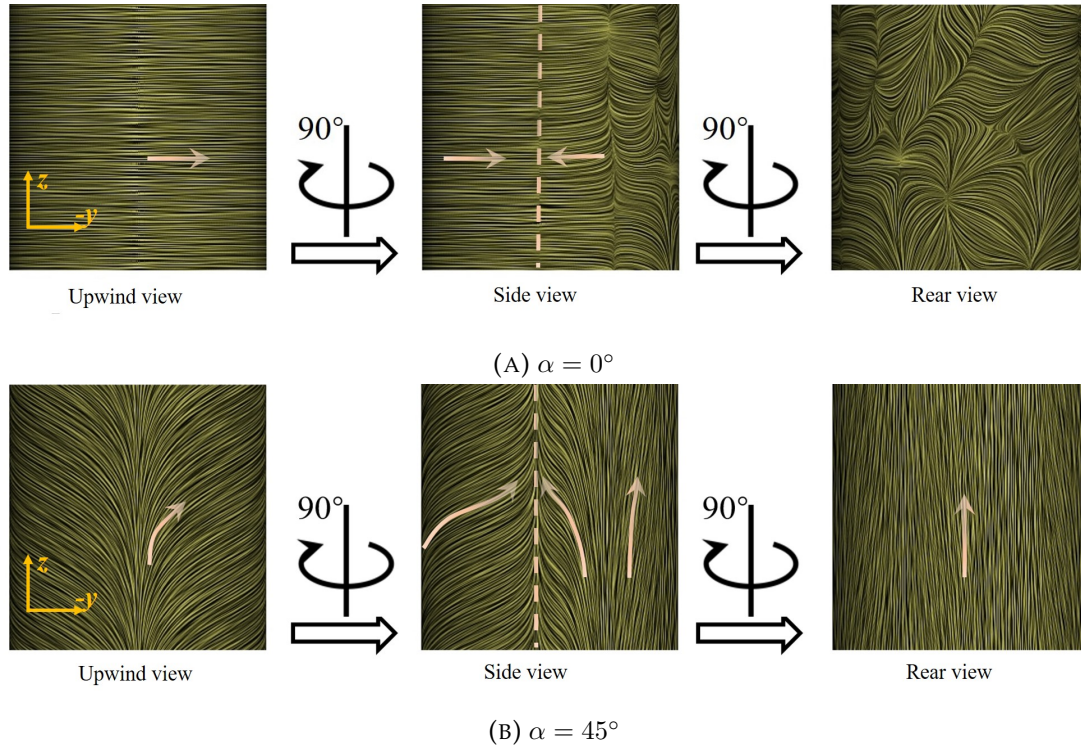 90°
90°
z
-y
Upwind view
Side view
Rear view
(A) α = 0°
90°
90°
z
-y
Upwind view
Side view
Rear view
(B) α = 45°